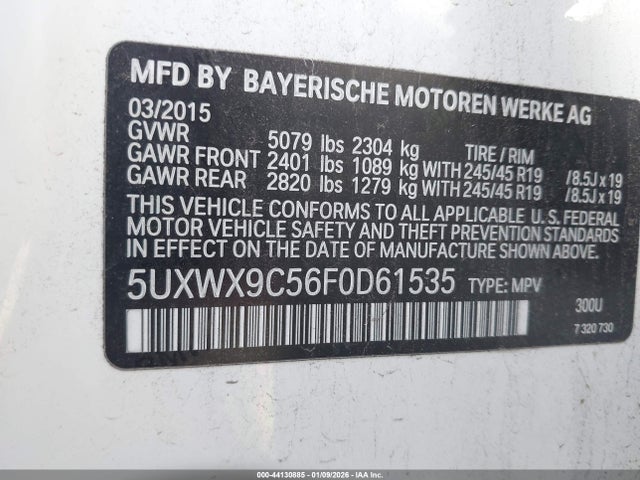 MFD BY BAYERISCHE MOTOREN WERKE AG
03/2015
GVWR 5079 lbs 2304 kg TIRE / RIM
GAWR FRONT 2401 lbs 1089 kg WITH 245/45 R19 /8.5J x 19
GAWR REAR 2820 lbs 1279 kg WITH 245/45 R19 /8.5J x 19
THIS VEHICLE CONFORMS TO ALL APPLICABLE U.S. FEDERAL
MOTOR VEHICLE SAFETY AND THEFT PREVENTION STANDARDS
IN EFFECT ON THE DATE OF MANUFACTURE SHOWN ABOVE.
5UXWX9C56F0D61535 TYPE: MPV
300U
7 320 730
000-44130885 - 01/09/2026 - IAA Inc.